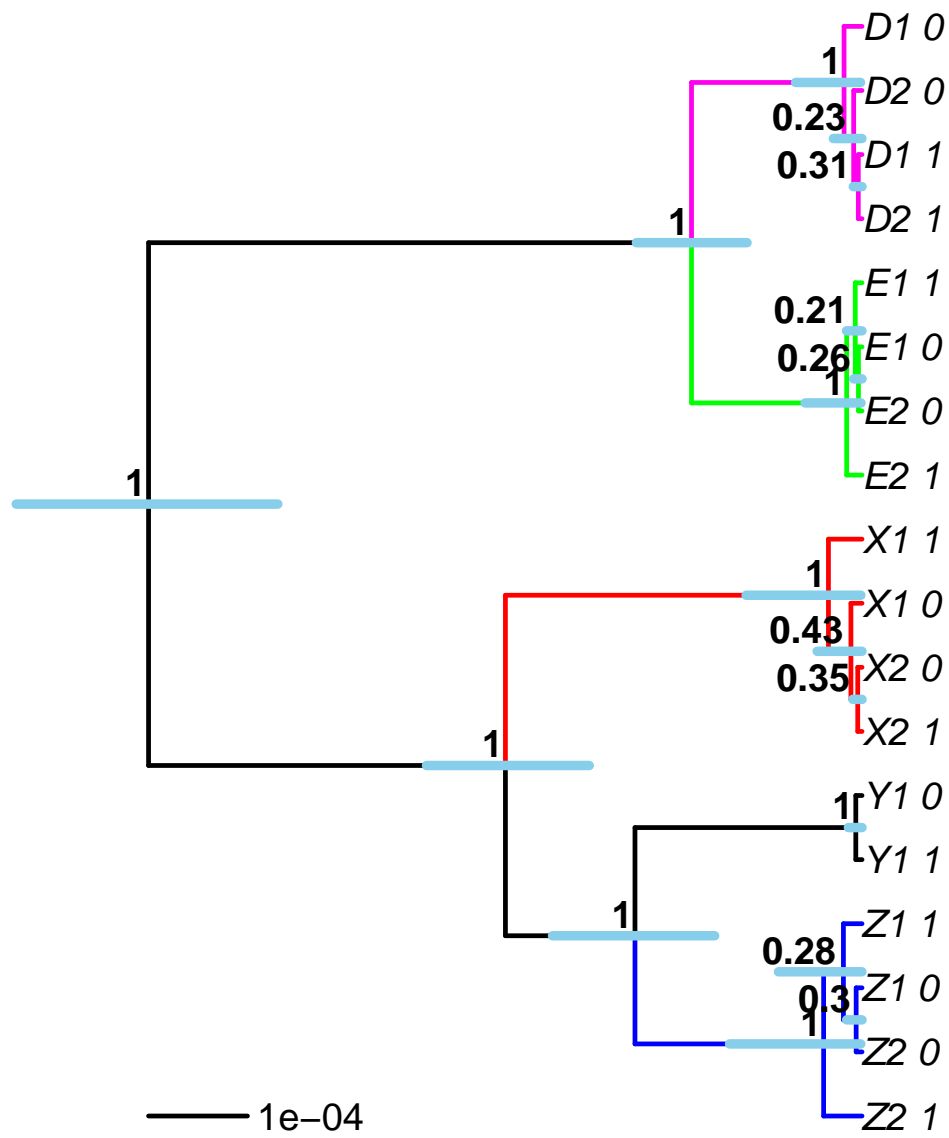 D1 0
1
D2 0
0.23
D1 1
0.31
D2 1
1
E1 1
0.21
E1 0
0.26
1
E2 0
E2 1
1
X1 1
1
X1 0
0.43
X2 0
0.35
X2 1
1
Y1 0
1
Y1 1
1
Z1 1
0.28
Z1 0
0.3
1
Z2 0
Z2 1
1e−04